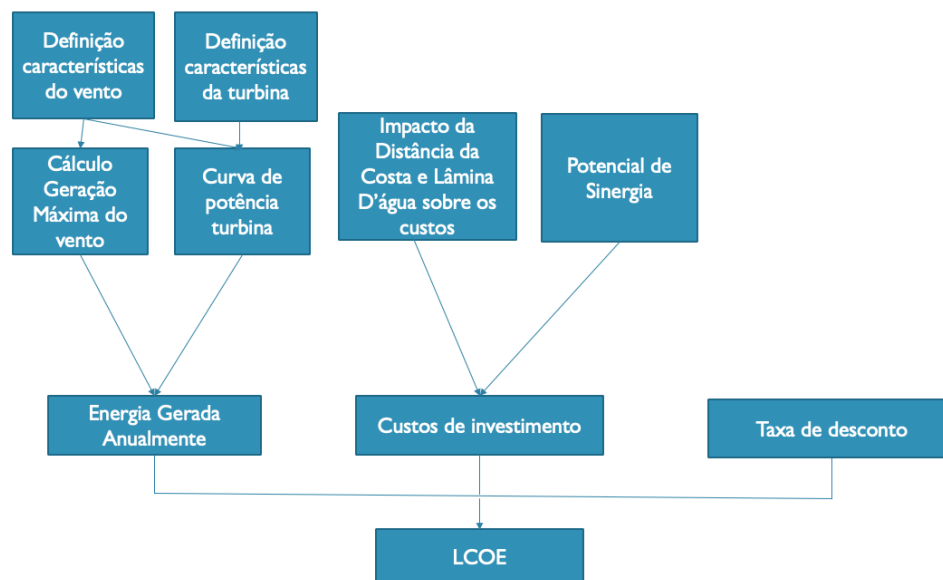 Definição
características
do vento
Definição
características
da turbina
Cálculo
Geração
Máxima do
vento
Curva de
potência
turbina
Impacto da
Distância da
Costa e Lâmina
D'água sobre os
custos
Potencial de
Sinergia
Energia Gerada
Anualmente
Custos de investimento
Taxa de desconto
LCOE